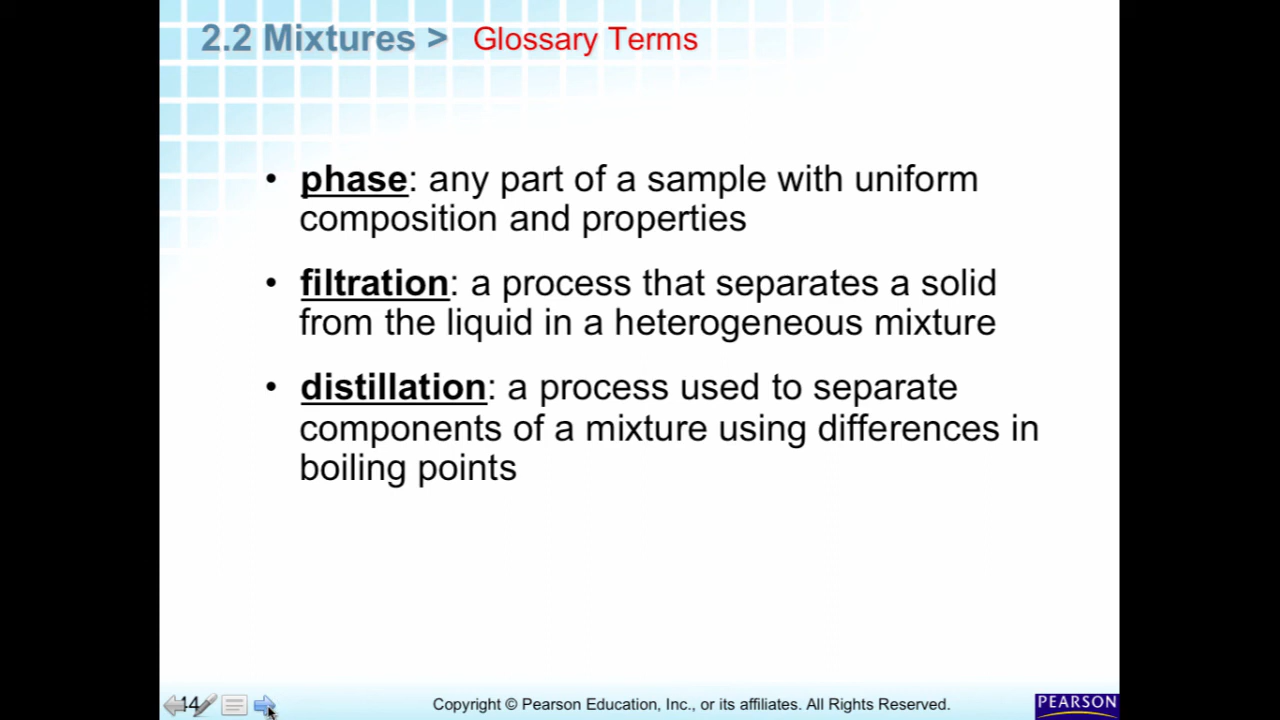 2.2 Mixtures > Glossary Terms
• phase: any part of a sample with uniform
composition and properties
• filtration: a process that separates a solid
from the liquid in a heterogeneous mixture
• distillation: a process used to separate
components of a mixture using differences in
boiling points
Copyright © Pearson Education, Inc., or its affiliates. All Rights Reserved.
PEARSON